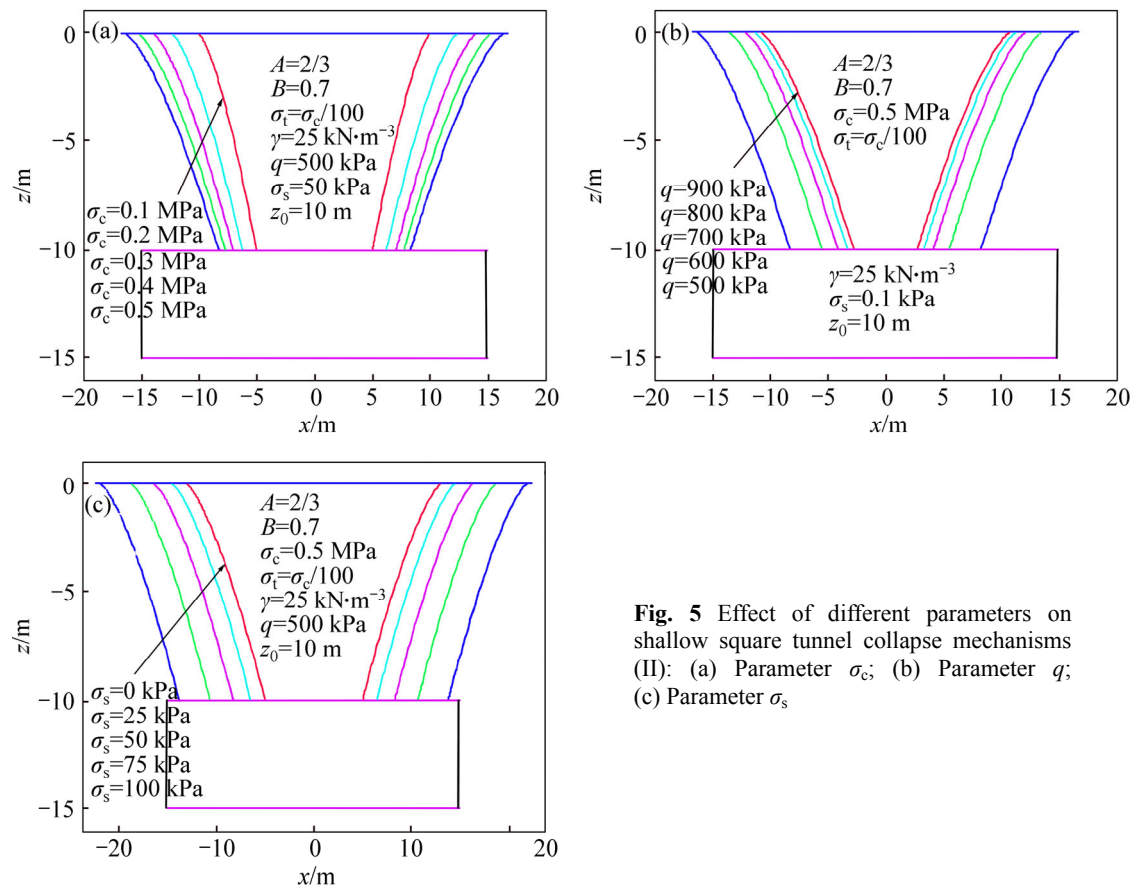 (a)
A=2/3
B=0.7
σt=σc/100
γ=25 kN·m−3
q=500 kPa
σs=50 kPa
z0=10 m
σc=0.1 MPa
σc=0.2 MPa
σc=0.3 MPa
σc=0.4 MPa
σc=0.5 MPa
0
−5
−10
−15
z/m
−20 −15 −10 −5 0 5 10 15 20
x/m
(b)
A=2/3
B=0.7
σc=0.5 MPa
σt=σc/100
q=900 kPa
q=800 kPa
q=700 kPa
q=600 kPa
q=500 kPa
γ=25 kN·m−3
σs=0.1 kPa
z0=10 m
0
−5
−10
−15
z/m
−20 −15 −10 −5 0 5 10 15 20
x/m
(c)
A=2/3
B=0.7
σc=0.5 MPa
σt=σc/100
γ=25 kN·m−3
q=500 kPa
z0=10 m
σs=0 kPa
σs=25 kPa
σs=50 kPa
σs=75 kPa
σs=100 kPa
0
−5
−10
−15
z/m
−20 −10 0 10 20
x/m
Fig. 5 Effect of different parameters on
shallow square tunnel collapse mechanisms
(II): (a) Parameter σc; (b) Parameter q;
(c) Parameter σs